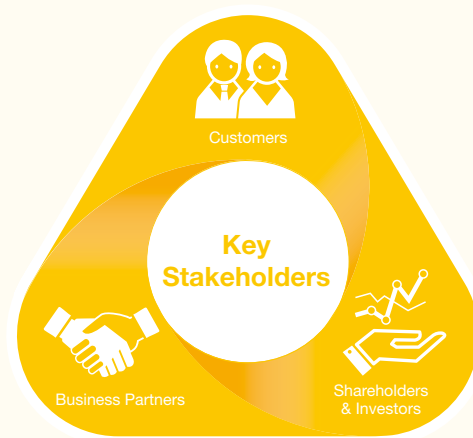 Customers
Key
Stakeholders
Business Partners
Shareholders
& Investors